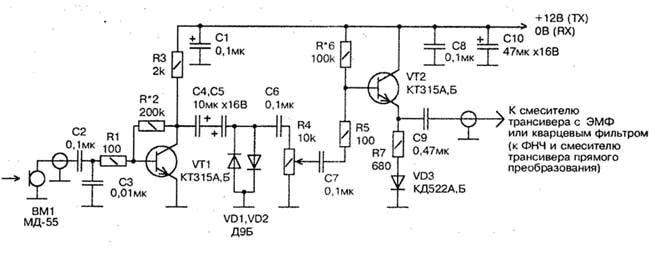 +12В (TX)
0В (RX)
C1
0,1мк
R3
2k
R*2
200k
C4,C5
10мк х16В
C6
0,1мк
R*6
100k
VT2
КТ315А,Б
C8
0,1мк
C10
47мк х16В
C2
0,1мк
R1
100
C3
0,01мк
ВМ1
МД-55
VT1
КТ315А,Б
VD1,VD2
Д9Б
R4
10k
C7
0,1мк
R5
100
R7
680
C9
0,47мк
VD3
КД522А,Б
К смесителю
трансивера с ЭМФ
или кварцевым фильтром
(к ФНЧ и смесителю
трансивера прямого
преобразования)